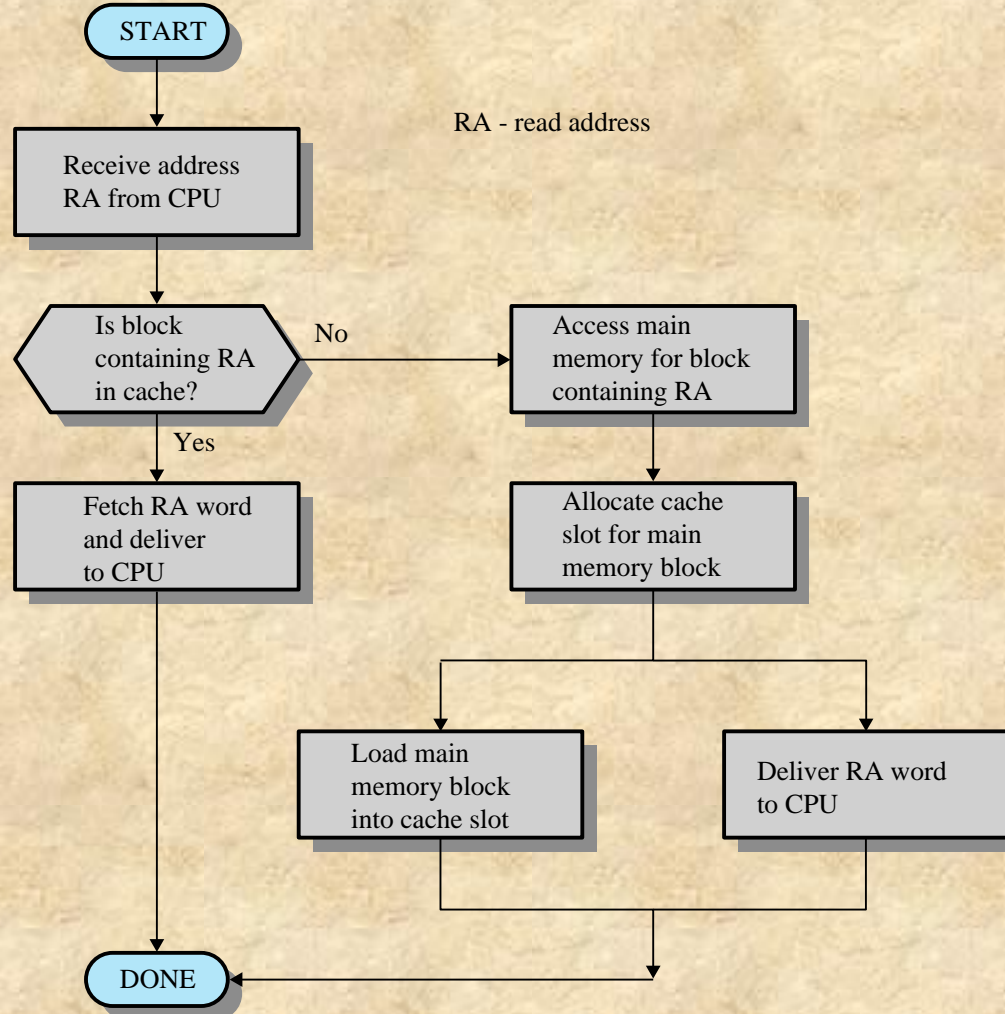 START
RA - read address
Receive address
RA from CPU
Is block
containing RA
in cache?
No
Access main
memory for block
containing RA
Yes
Fetch RA word
and deliver
to CPU
Allocate cache
slot for main
memory block
Load main
memory block
into cache slot
Deliver RA word
to CPU
DONE